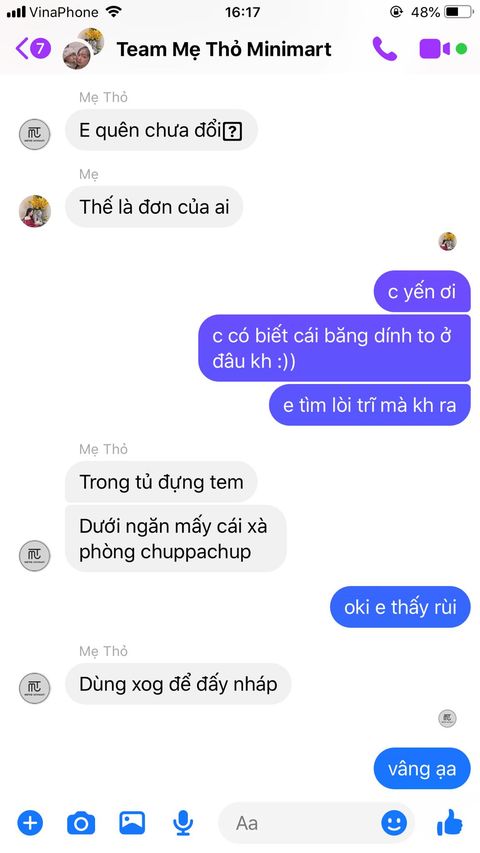 VinaPhone
16:17
48%
7
Team Mẹ Thỏ Minimart
Mẹ Thỏ
E quên chưa đổi
Mẹ
Thế là đơn của ai
c yến ơi
c có biết cái băng dính to ở
đâu kh :))
e tìm lòi trĩ mà kh ra
Mẹ Thỏ
Trong tủ đựng tem
Dưới ngăn mấy cái xà
phòng chuppachup
oki e thấy rùi
Mẹ Thỏ
Dùng xog để đấy nháp
vâng ạa
Aa